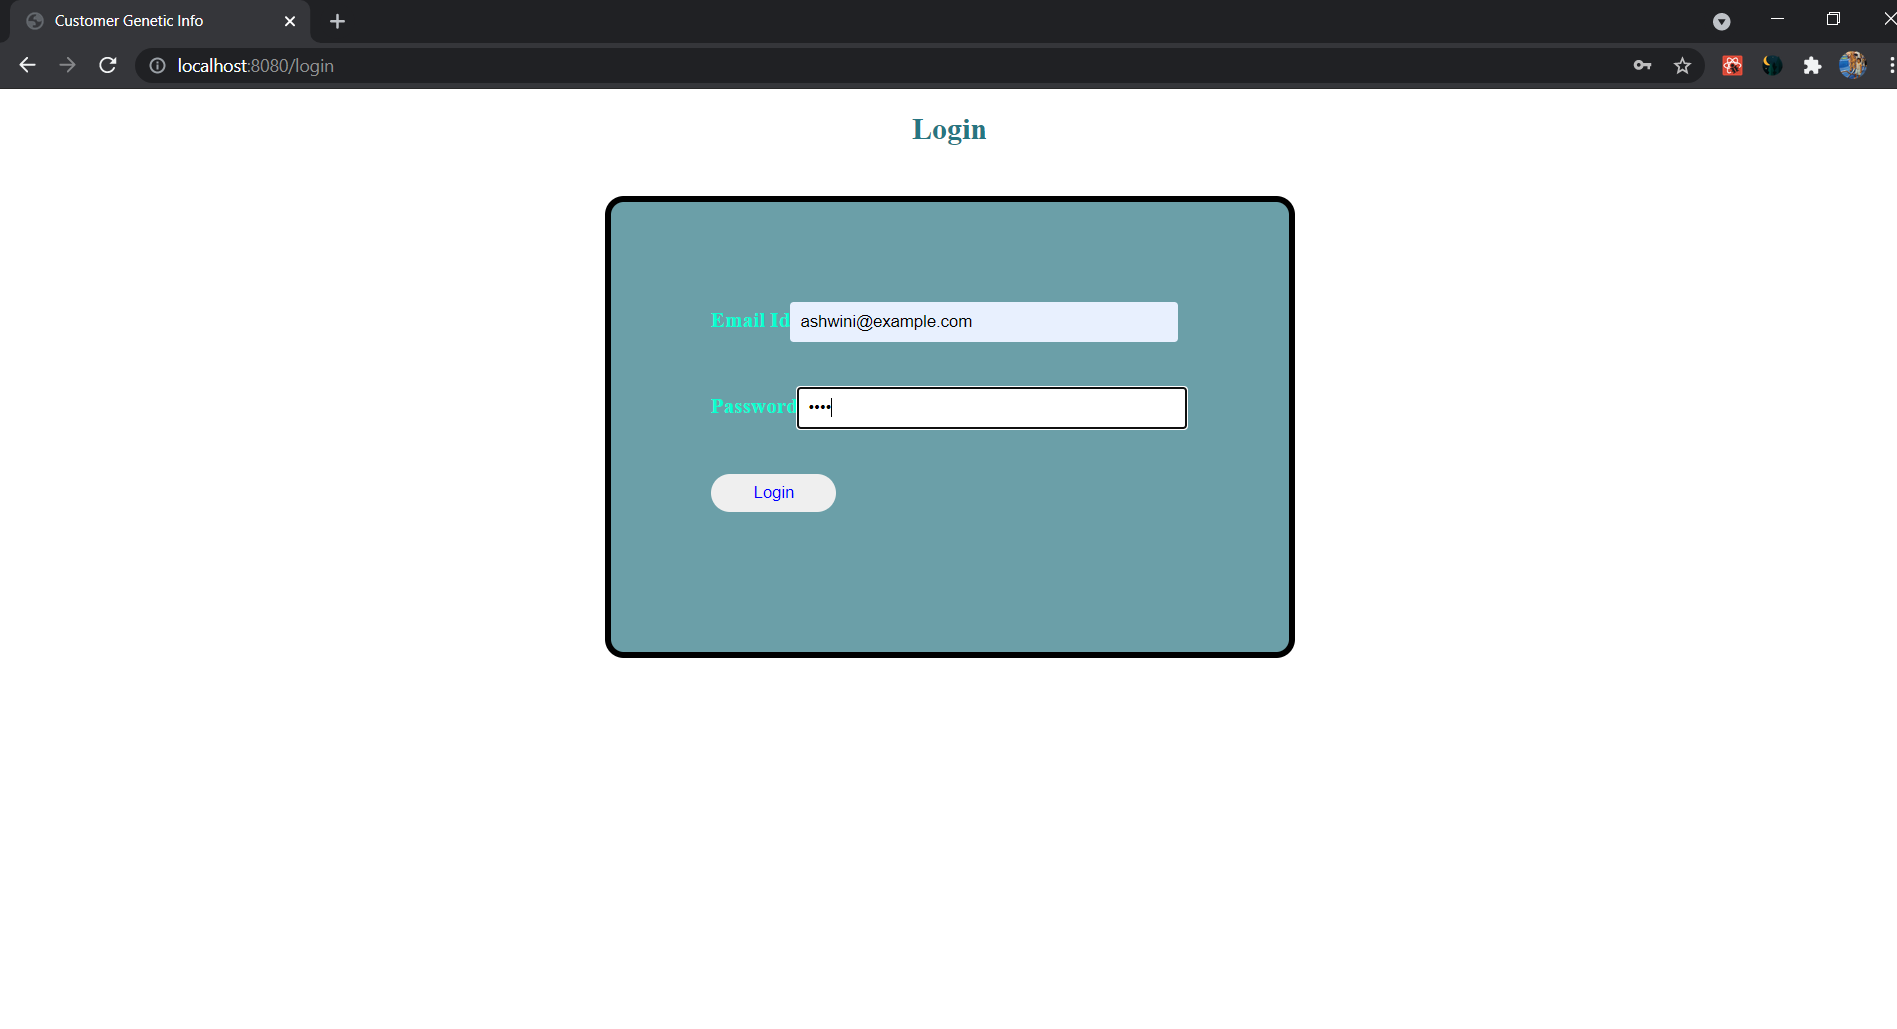 Customer Genetic Info
localhost:8080/login
Login
Email Id ashwini@example.com
Password ••••
Login